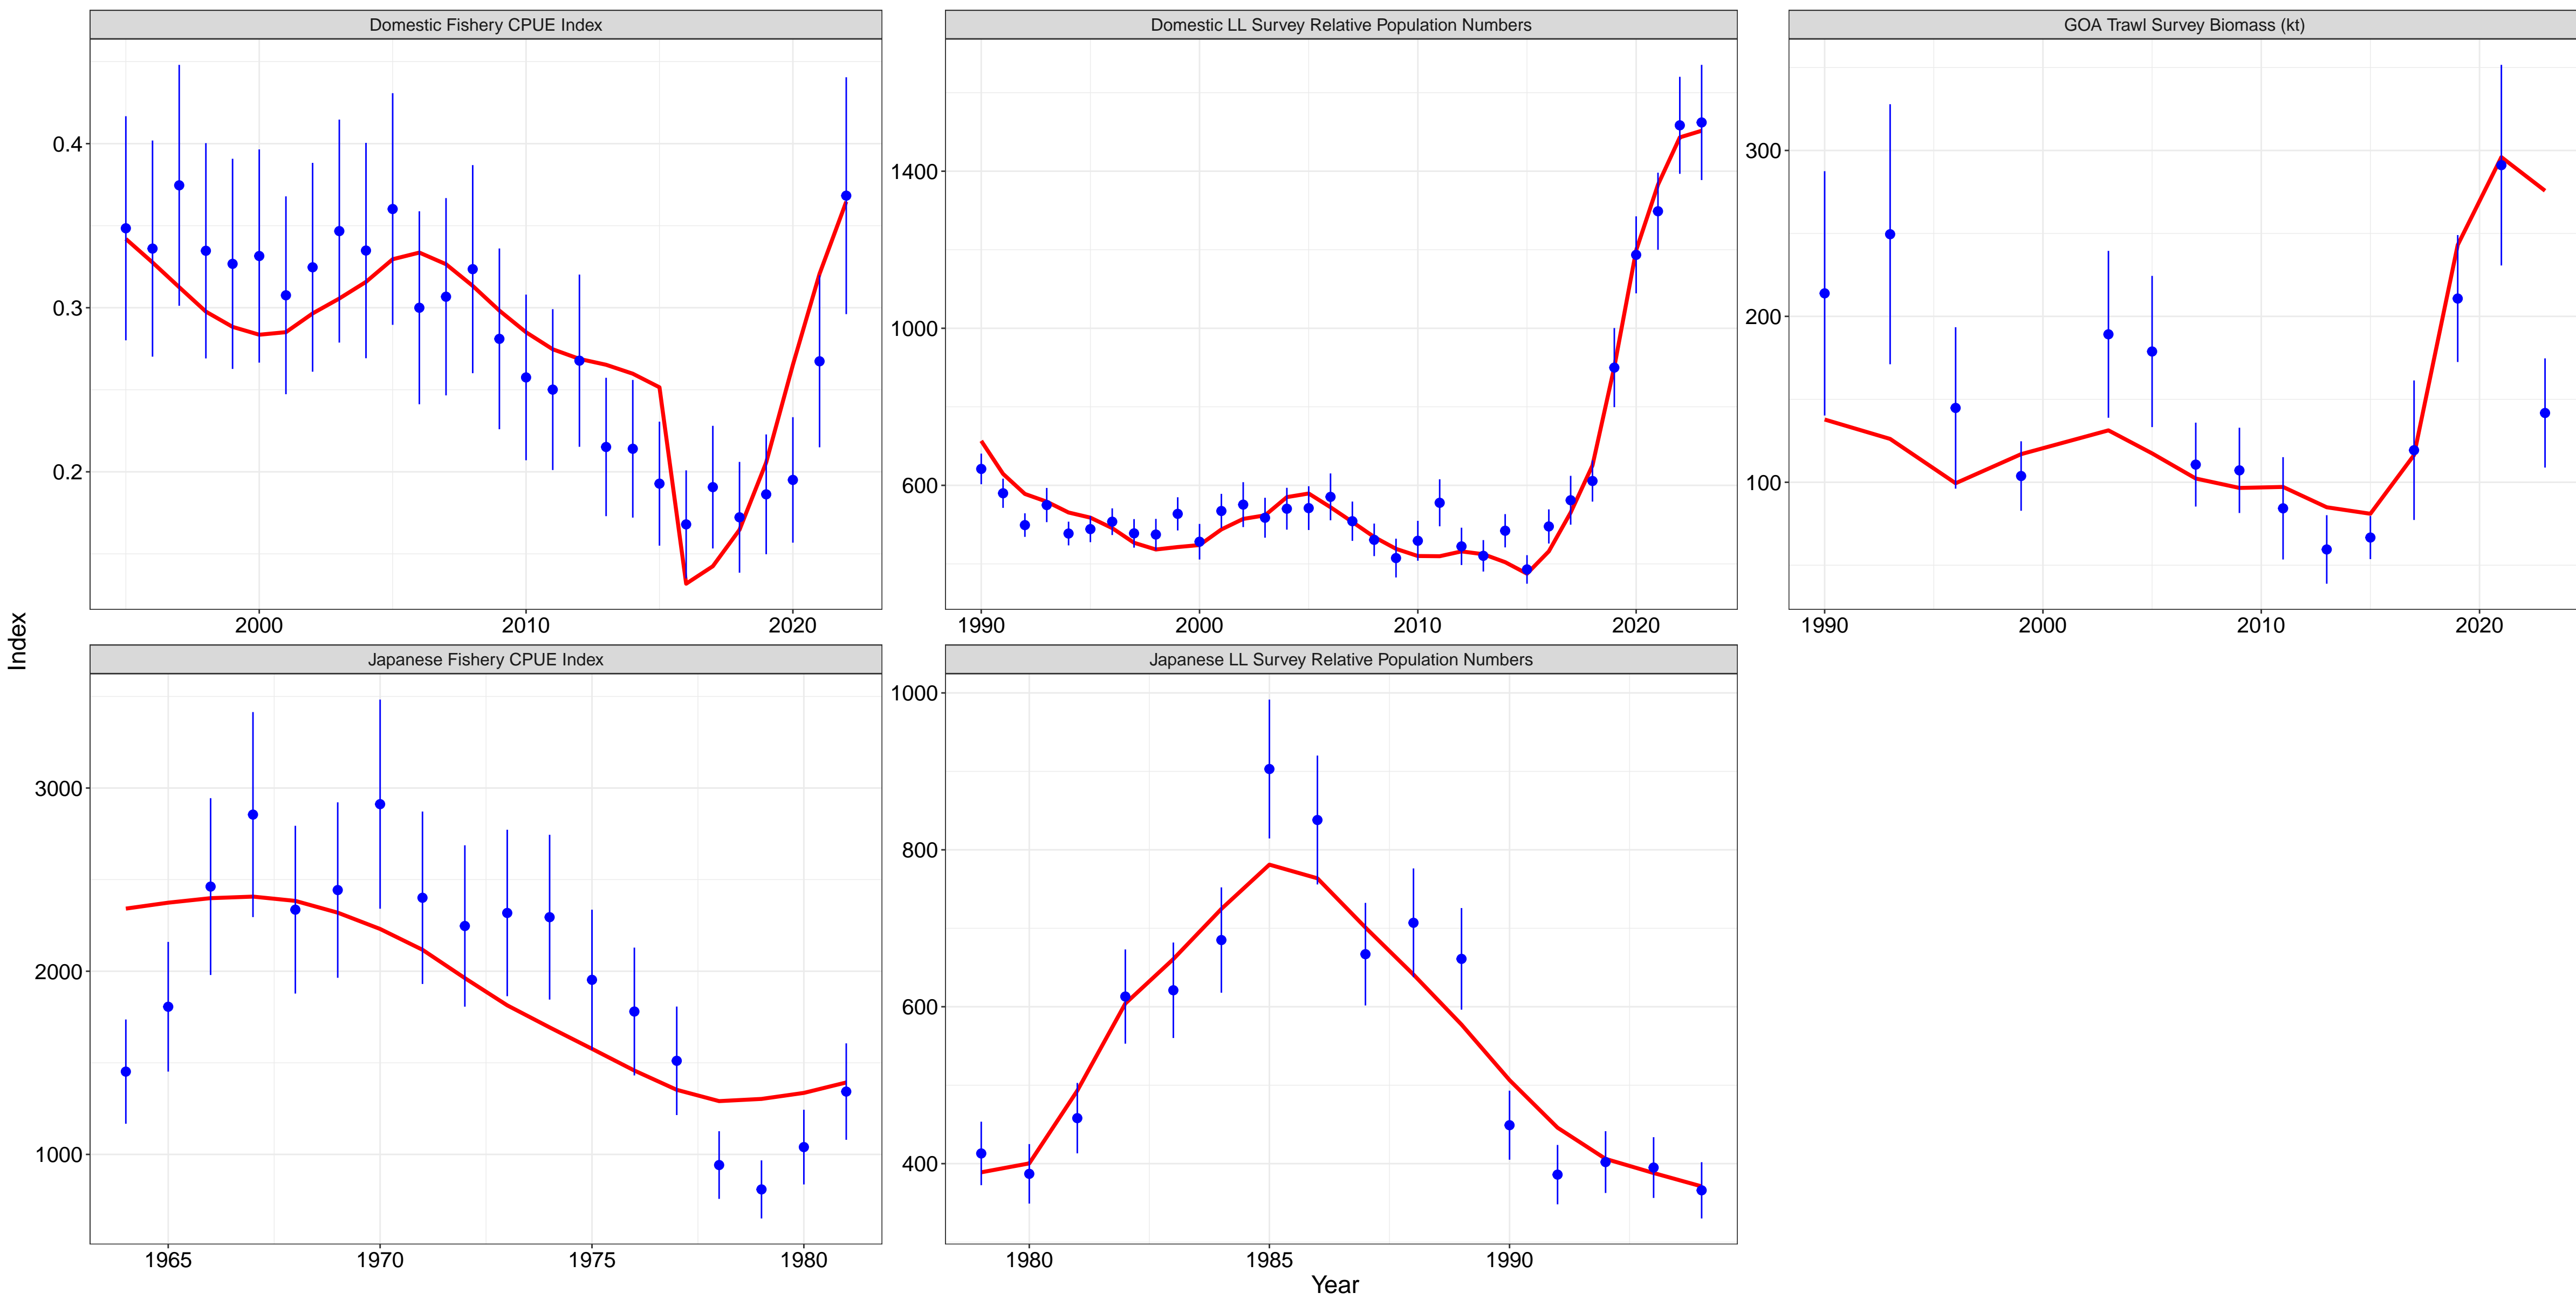 Domestic Fishery CPUE Index
Domestic LL Survey Relative Population Numbers
GOA Trawl Survey Biomass (kt)
0.4
0.3
0.2
2000 2010 2020
1400
1000
600
1990 2000 2010 2020
300
200
100
1990 2000 2010 2020
Index
Japanese Fishery CPUE Index
Japanese LL Survey Relative Population Numbers
3000
2000
1000
1965 1970 1975 1980
1000
800
600
400
1980 1985 1990
Year